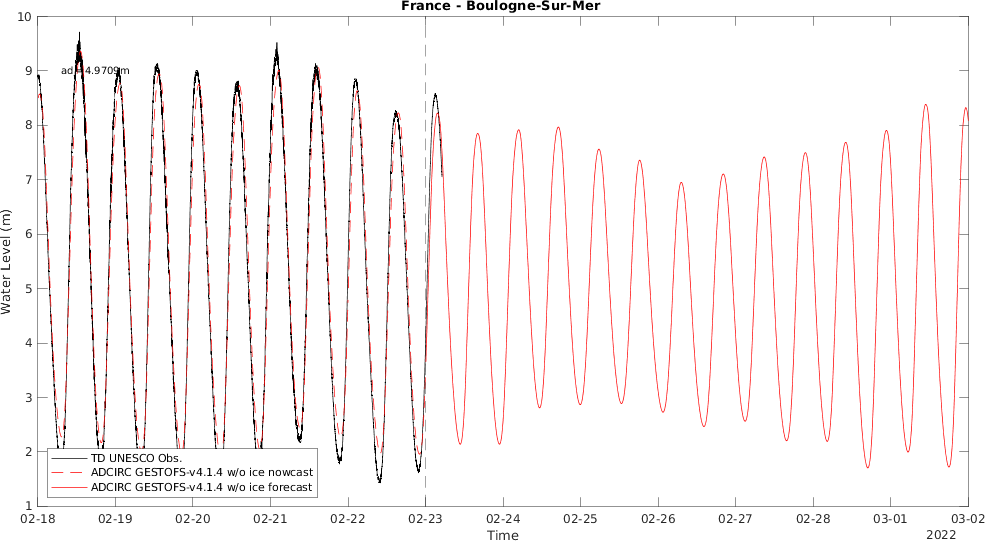 France - Boulogne-Sur-Mer
10
9
8
7
6
5
4
3
2
1
Water Level (m)
ad = 4.9709m
TD UNESCO Obs.
ADCIRC GESTOFS-v4.1.4 w/o ice nowcast
ADCIRC GESTOFS-v4.1.4 w/o ice forecast
02-18 02-19 02-20 02-21 02-22 02-23 02-24 02-25 02-26 02-27 02-28 03-01 03-02
Time
2022